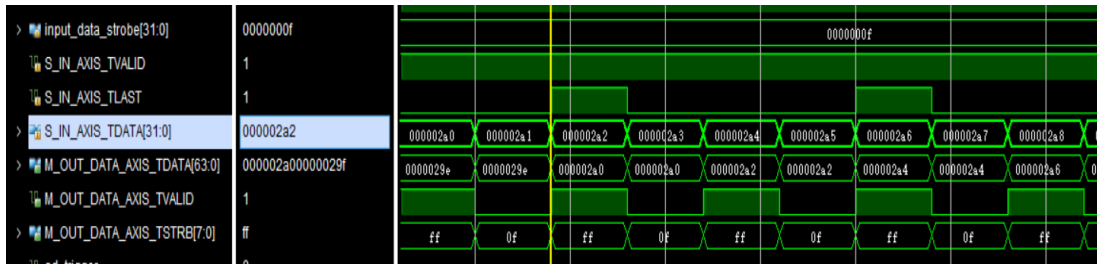 input_data_strobe[31:0] 0000000f 0000000f
S_IN_AXIS_TVALID 1
S_IN_AXIS_TLAST 1
S_IN_AXIS_TDATA[31:0] 000002a2 000002a0 000002a1 000002a2 000002a3 000002a4 000002a5 000002a6 000002a7 000002a8
M_OUT_DATA_AXIS_TDATA[63:0] 000002a00000029f 0000029e 0000029e 000002a0 000002a0 000002a2 000002a2 000002a4 000002a4 000002a6
M_OUT_DATA_AXIS_TVALID 1
M_OUT_DATA_AXIS_TSTRB[7:0] ff ff 0f ff 0f ff 0f ff 0f ff